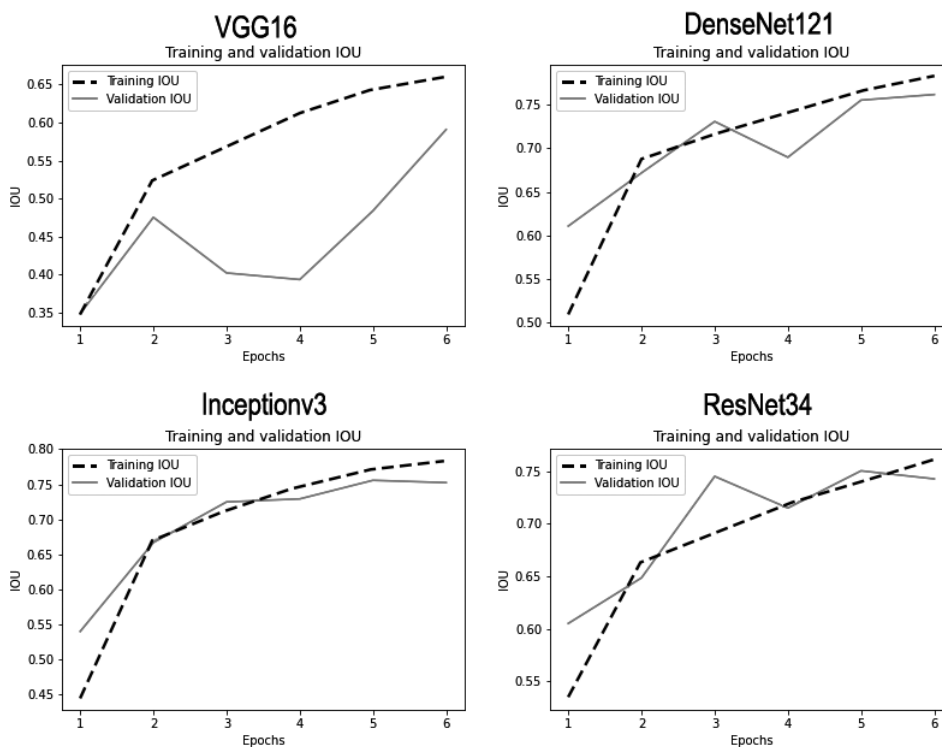 VGG16
Training and validation IOU
Training IOU
Validation IOU
0.65
0.60
0.55
0.50
0.45
0.40
0.35
IOU
1 2 3 4 5 6
Epochs
DenseNet121
Training and validation IOU
Training IOU
Validation IOU
0.75
0.70
0.65
0.60
0.55
0.50
IOU
1 2 3 4 5 6
Epochs
Inceptionv3
Training and validation IOU
Training IOU
Validation IOU
0.80
0.75
0.70
0.65
0.60
0.55
0.50
0.45
IOU
1 2 3 4 5 6
Epochs
ResNet34
Training and validation IOU
Training IOU
Validation IOU
0.75
0.70
0.65
0.60
0.55
IOU
1 2 3 4 5 6
Epochs